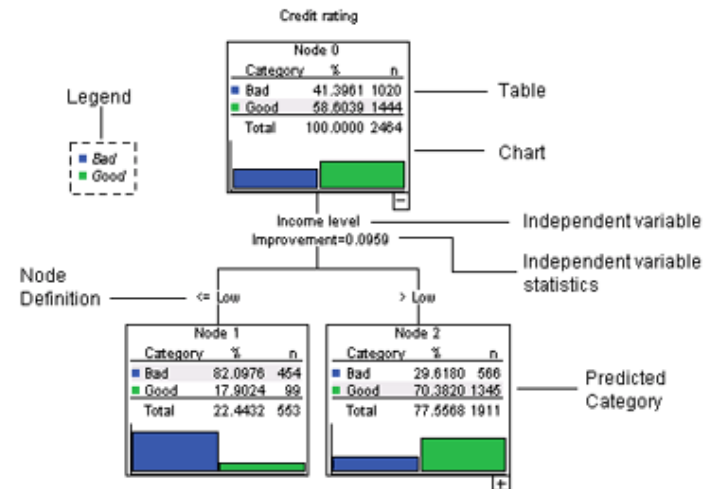 Credit rating
Node 0
Category % n
Bad 41.3961 1020
Good 58.6039 1444
Total 100.0000 2464
Table
Chart
Legend
Bad
Good
Income level
Improvement=0.0959
Independent variable
Independent variable
statistics
Node
Definition
<= Low
> Low
Node 1
Category % n
Bad 82.0976 454
Good 17.9024 99
Total 22.4432 553
Node 2
Category % n
Bad 29.6180 566
Good 70.3820 1345
Total 77.5568 1911
Predicted
Category